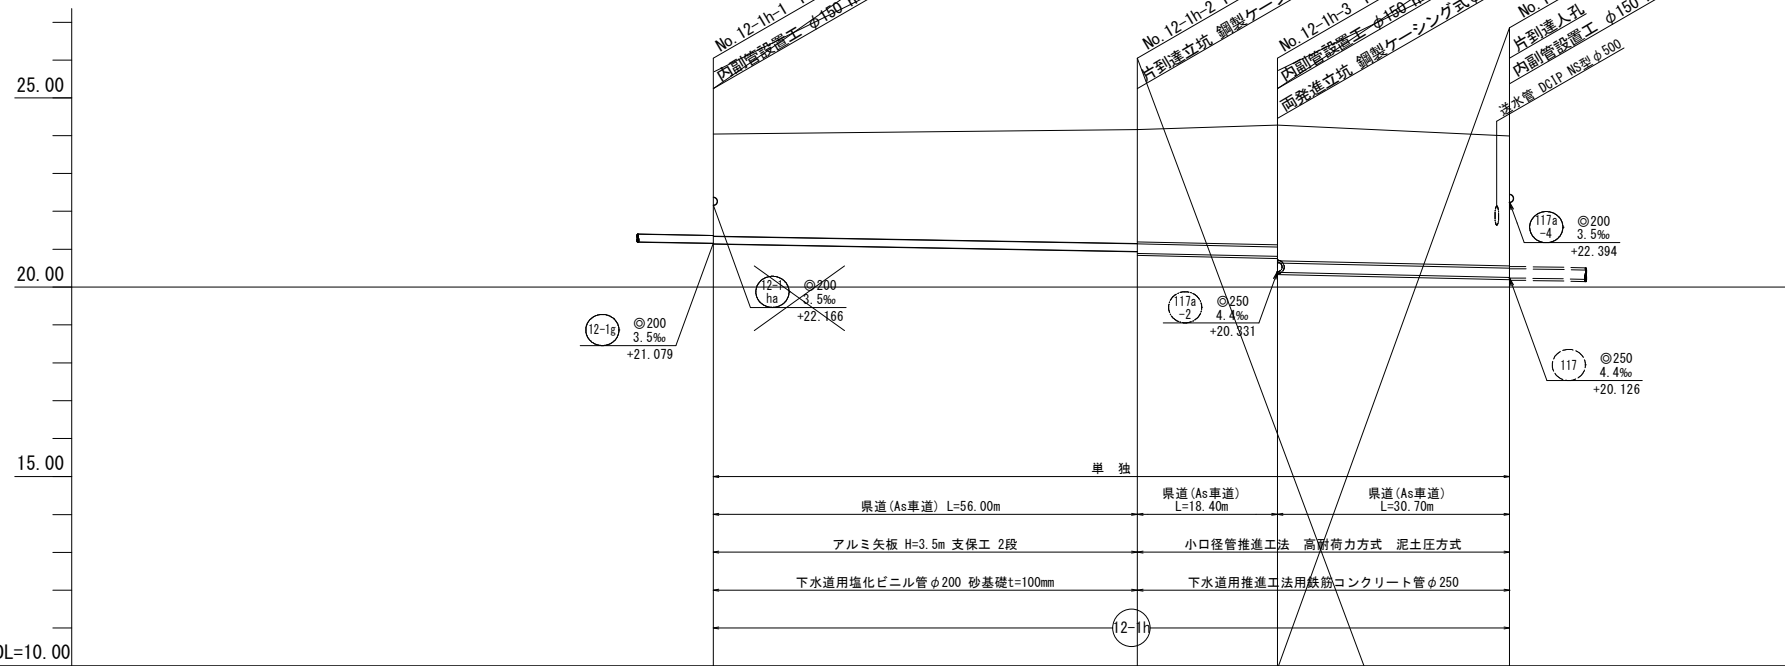 No.12-1h-1
内副管設置工 φ150
No.12-1h-2
片到達立坑 鋼製ケーシング
No.12-1h-3
内副管設置工 φ150
両発進立坑 鋼製ケーシング式
No.
片到達人孔
内副管設置工 φ150
送水管 DCIP NS型φ500
25.00
20.00
15.00
DL=10.00
12-1g
◎200
3.5‰
+21.079
12-1
ha
◎200
3.5‰
+22.166
117a
-2
◎250
4.4‰
+20.331
117a
-4
◎200
3.5‰
+22.394
117
◎250
4.4‰
+20.126
単 独
県道(As車道) L=56.00m
県道(As車道)
L=18.40m
県道(As車道)
L=30.70m
アルミ矢板 H=3.5m 支保工 2段
小口径管推進工法 高耐荷力方式 泥土圧方式
下水道用塩化ビニル管φ200 砂基礎t=100mm
下水道用推進工法用鉄筋コンクリート管φ250
12-1h